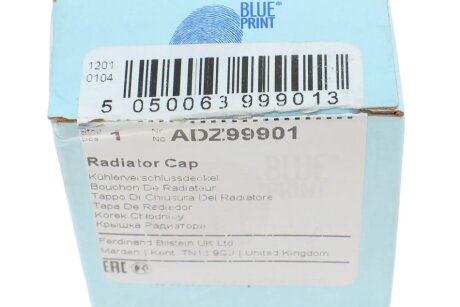 BLUE
PRINT
1201
0104
5 050063 999013
1 ADZ99901
Radiator Cap
Kühlerverschlussdeckel
Bouchon De Radiateur
Tappo Di Chiusura Del Radiatore
Tapa De Radiador
Korek Chłodnicy
Крышка Радиатора
BLUE
PRINT
Ferdinand Bilstein UK Ltd
Marden | Kent TN12 9GJ | United Kingdom
EAC